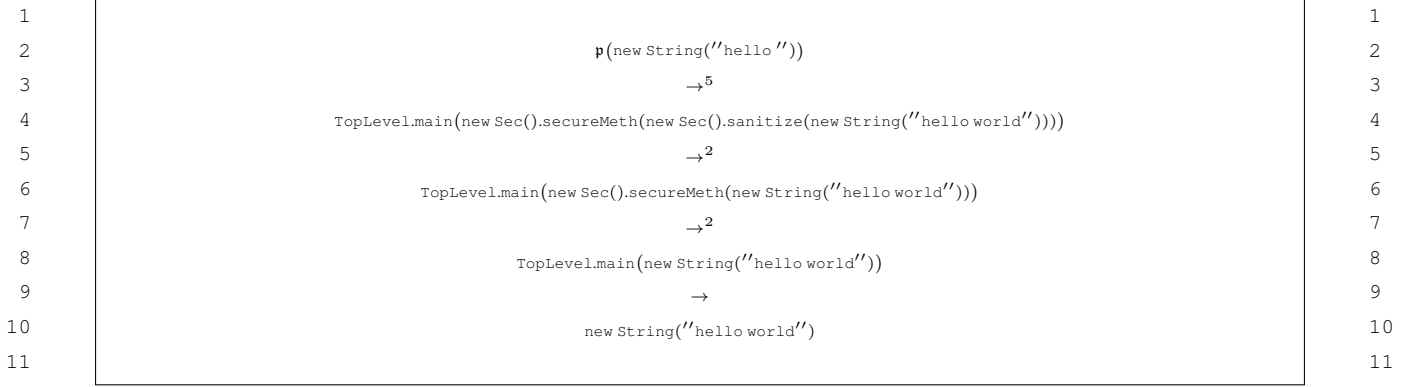 1 1
2 𝔭(new String(″hello ″)) 2
3 →⁵ 3
4 TopLevel.main(new Sec().secureMeth(new Sec().sanitize(new String(″hello world″)))) 4
5 →² 5
6 TopLevel.main(new Sec().secureMeth(new String(″hello world″))) 6
7 →² 7
8 TopLevel.main(new String(″hello world″)) 8
9 → 9
10 new String(″hello world″) 10
11 11